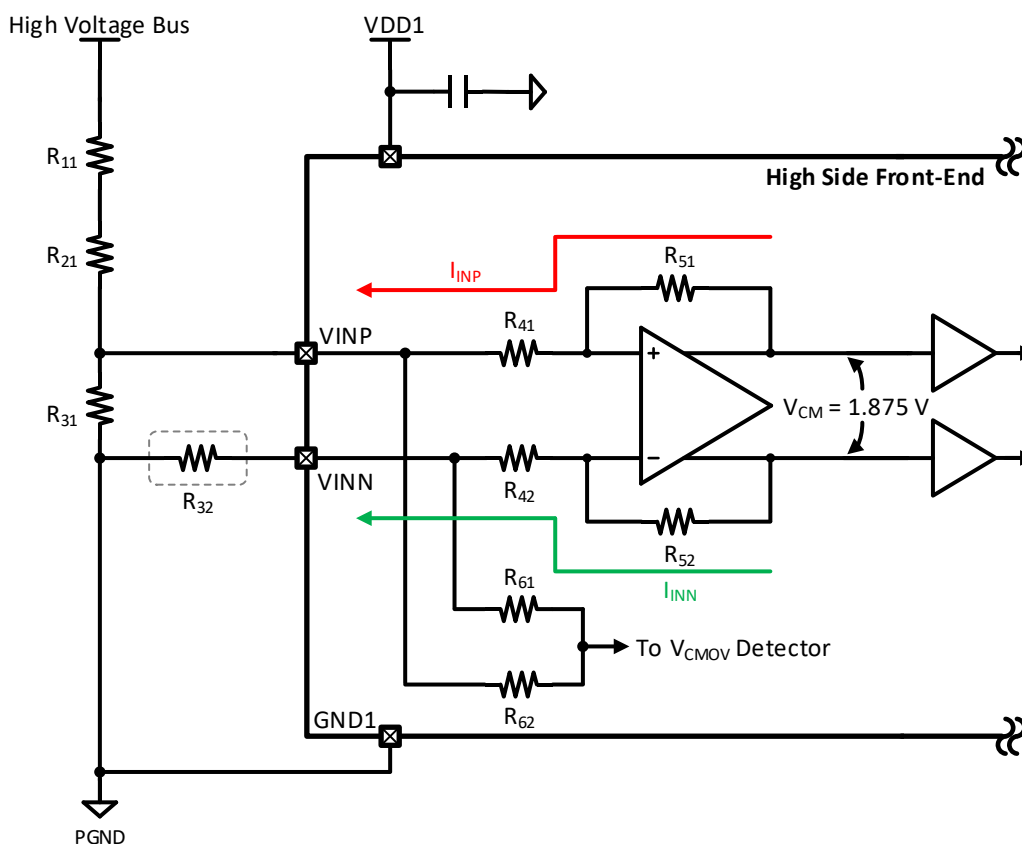 High Voltage Bus
VDD1
R11
High Side Front-End
R21
R51
IINP
R41
VINP
+
VCM = 1.875 V
R31
−
VINN
R42
R32
R52
R61
IINN
To VCMOV Detector
GND1
R62
PGND